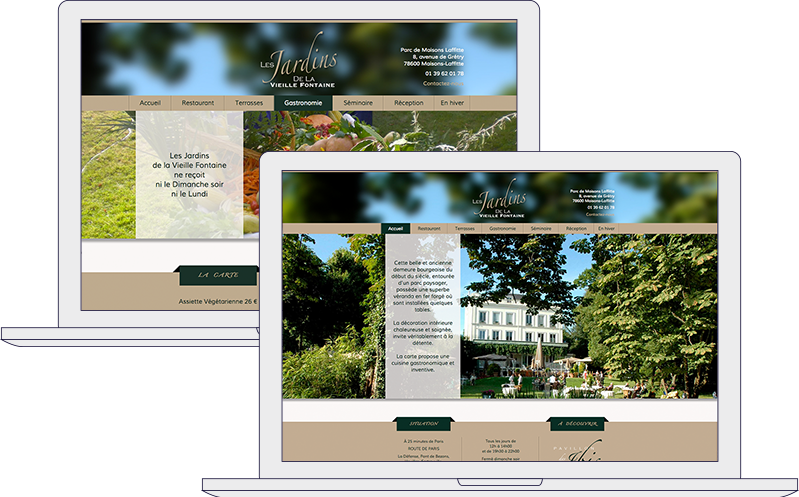 LES Jardins
DE LA
VIEILLE FONTAINE
Parc de Maisons Laffitte
8, avenue de Grétry
78600 Maisons-Laffitte
01 39 62 01 78
Contactez-nous
Accueil Restaurant Terrasses Gastronomie Séminaire Réception En hiver
Les Jardins
de la Vieille Fontaine
ne reçoit
ni le Dimanche soir
ni le Lundi
LA CARTE
Assiette Végétarienne 26 €
LES Jardins
DE LA
VIEILLE FONTAINE
Parc de Maisons Laffitte
8, avenue de Grétry
78600 Maisons-Laffitte
01 39 62 01 78
Contactez-nous
Accueil Restaurant Terrasses Gastronomie Séminaire Réception En hiver
Cette belle et ancienne
demeure bourgeoise du
début du siècle, entourée
d'un parc paysager,
possède une superbe
véranda en fer forgé où
sont installées quelques
tables.
La décoration intérieure
chaleureuse et soignée,
invite véritablement à la
détente.
La carte propose une
cuisine gastronomique et
inventive.
SITUATION
À 25 minutes de Paris
ROUTE DE PARIS
La Défense, Pont de Bezons,
Tous les jours de
12h à 14h00
et de 19h30 à 22h00
Fermé dimanche soir
A DÉCOUVRIR